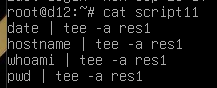 root@d12:~# cat script11
date | tee -a res1
hostname | tee -a res1
whoami | tee -a res1
pwd | tee -a res1